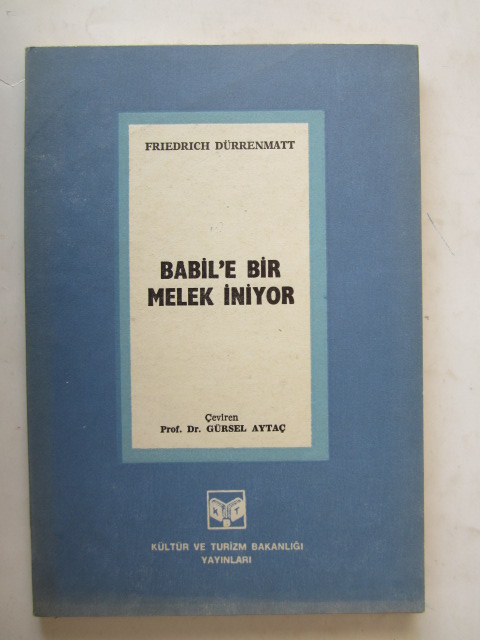 FRIEDRICH DÜRRENMATT
BABİL'E BİR
MELEK İNİYOR
Çeviren
Prof. Dr. GÜRSEL AYTAÇ
K T
KÜLTÜR VE TURİZM BAKANLIĞI
YAYINLARI